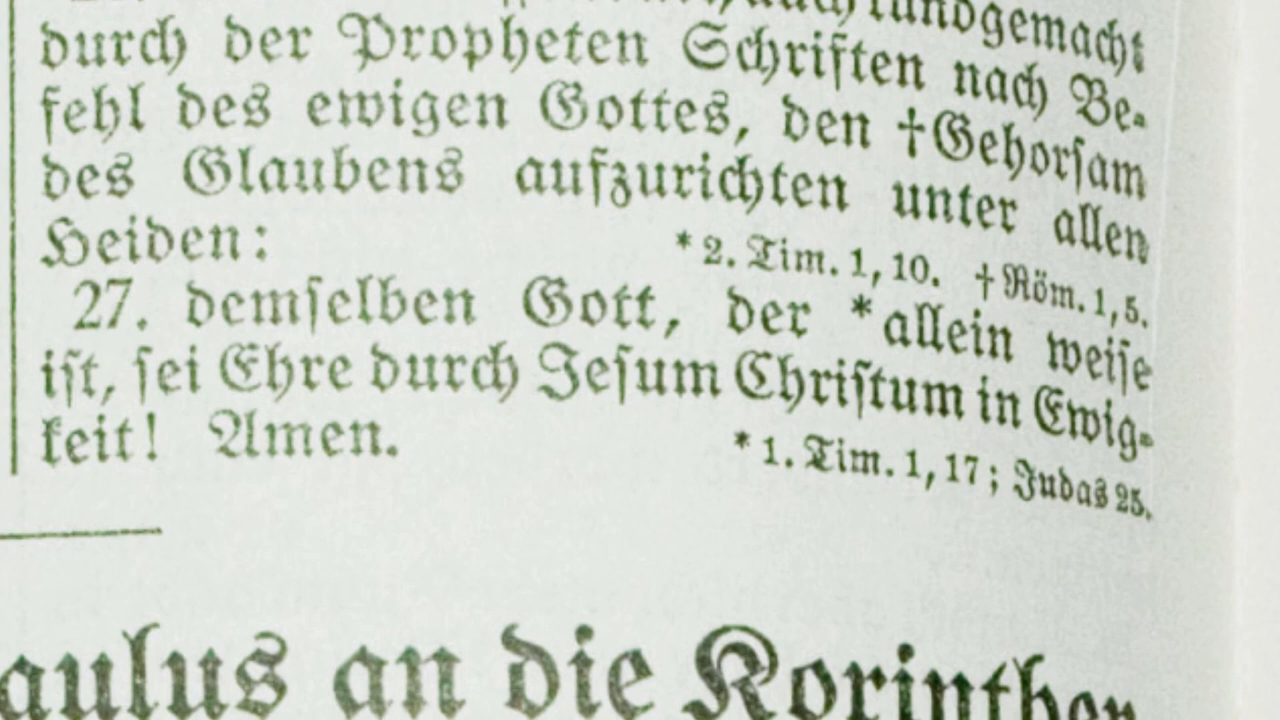 kundgemacht
durch der Propheten Schriften nach Be-
fehl des ewigen Gottes, den †Gehorsam
des Glaubens aufzurichten unter allen
Heiden: *2. Tim. 1, 10. †Röm. 1, 5.
27. demselben Gott, der *allein weise
ist, sei Ehre durch Jesum Christum in Ewig-
keit! Amen. *1. Tim. 1, 17; Judas 25.
aulus an die Korinther